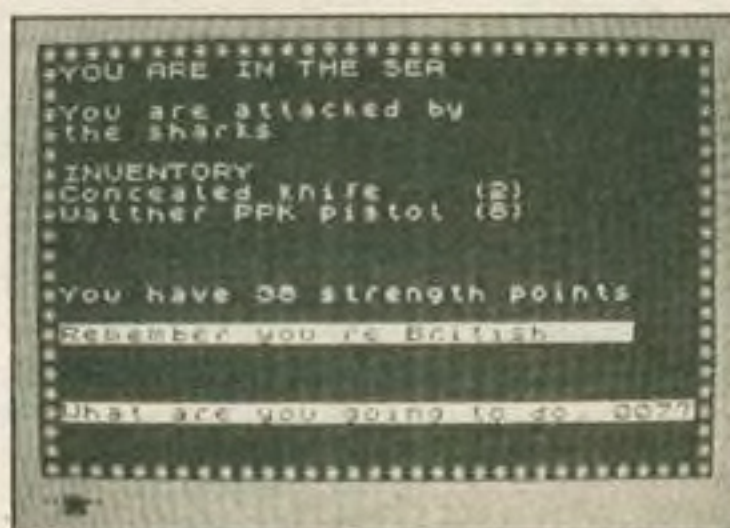 YOU ARE IN THE SEA
You are attacked by
the sharks
INVENTORY
Concealed knife (2)
Walther PPK pistol (8)
You have 38 strength points
Remember you're British
What are you going to do, 007?